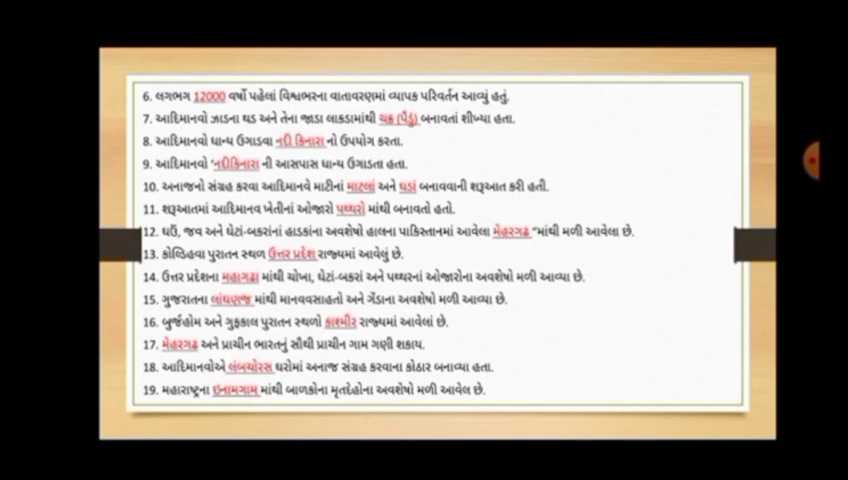 6. લગભગ 12000 વર્ષો પહેલાં વિશ્વભરના વાતાવરણમાં વ્યાપક પરિવર્તન આવ્યું હતું.
7. આદિમાનવો ઝાડના થડ અને તેના જાડા લાકડામાંથી ચક્ર (પૈડું) બનાવતાં શીખ્યા હતા.
8. આદિમાનવો ધાન્ય ઉગાડવા નદી કિનારા નો ઉપયોગ કરતા.
9. આદિમાનવો 'નદીકિનારા ની આસપાસ ધાન્ય ઉગાડતા હતા.
10. અનાજનો સંગ્રહ કરવા આદિમાનવે માટીનાં માટલાં અને ઘડાં બનાવવાની શરૂઆત કરી હતી.
11. શરૂઆતમાં આદિમાનવ ખેતીનાં ઓજારો પથ્થરો માંથી બનાવતો હતો.
12. ઘઉં, જવ અને ઘેટાં-બકરાંનાં હાડકાંના અવશેષો હાલના પાકિસ્તાનમાં આવેલા મેહરગઢ "માંથી મળી આવેલા છે.
13. કોલ્ડિહવા પુરાતન સ્થળ ઉત્તર પ્રદેશ રાજ્યમાં આવેલું છે.
14. ઉત્તર પ્રદેશના મહાગઢા માંથી ચોખા, ઘેટાં-બકરાં અને પથ્થરનાં ઓજારોના અવશેષો મળી આવ્યા છે.
15. ગુજરાતના લાંઘણજ માંથી માનવવસાહતો અને ગેંડાના અવશેષો મળી આવ્યા છે.
16. બુર્જહોમ અને ગુફકાલ પુરાતન સ્થળો કાશ્મીર રાજ્યમાં આવેલાં છે.
17. મેહરગઢ અને પ્રાચીન ભારતનું સૌથી પ્રાચીન ગામ ગણી શકાય.
18. આદિમાનવોએ લંબચોરસ ઘરોમાં અનાજ સંગ્રહ કરવાના કોઠાર બનાવ્યા હતા.
19. મહારાષ્ટ્રના ઇનામગામ માંથી બાળકોના મૃતદેહોના અવશેષો મળી આવેલ છે.